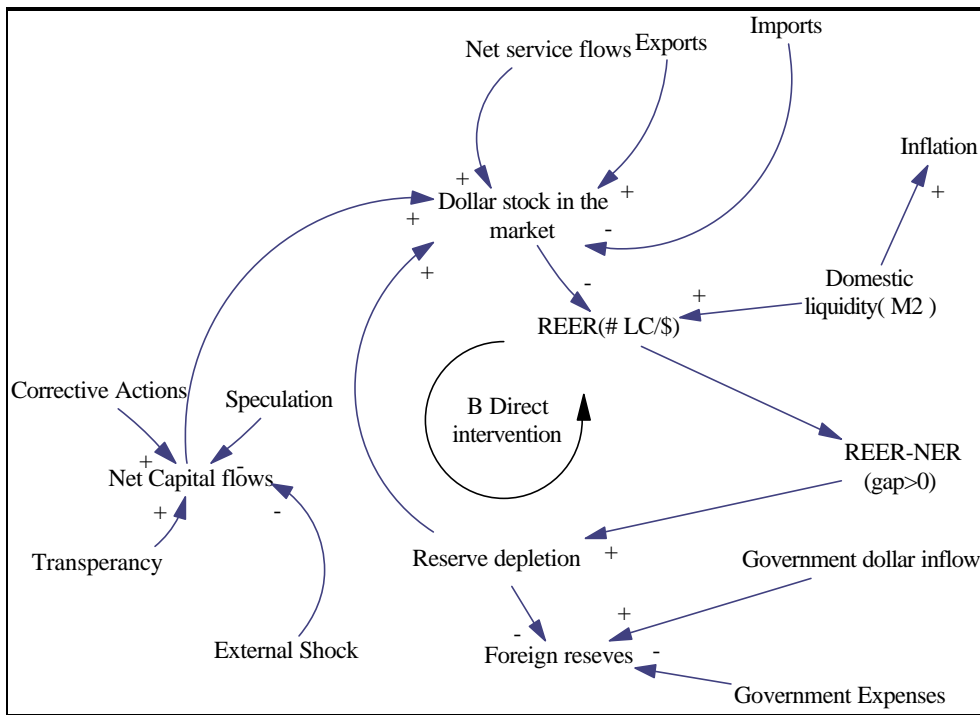 Imports
Net service flows
Exports
Inflation
+
+
+
Dollar stock in the
market
+
-
+
-
+
Domestic
liquidity( M2 )
REER(# LC/$)
Corrective Actions
Speculation
B Direct
intervention
REER-NER
(gap>0)
+
-
Net Capital flows
+
-
Transperancy
Reserve depletion
+
Government dollar inflow
External Shock
-
+
Foreign reseves
-
Government Expenses